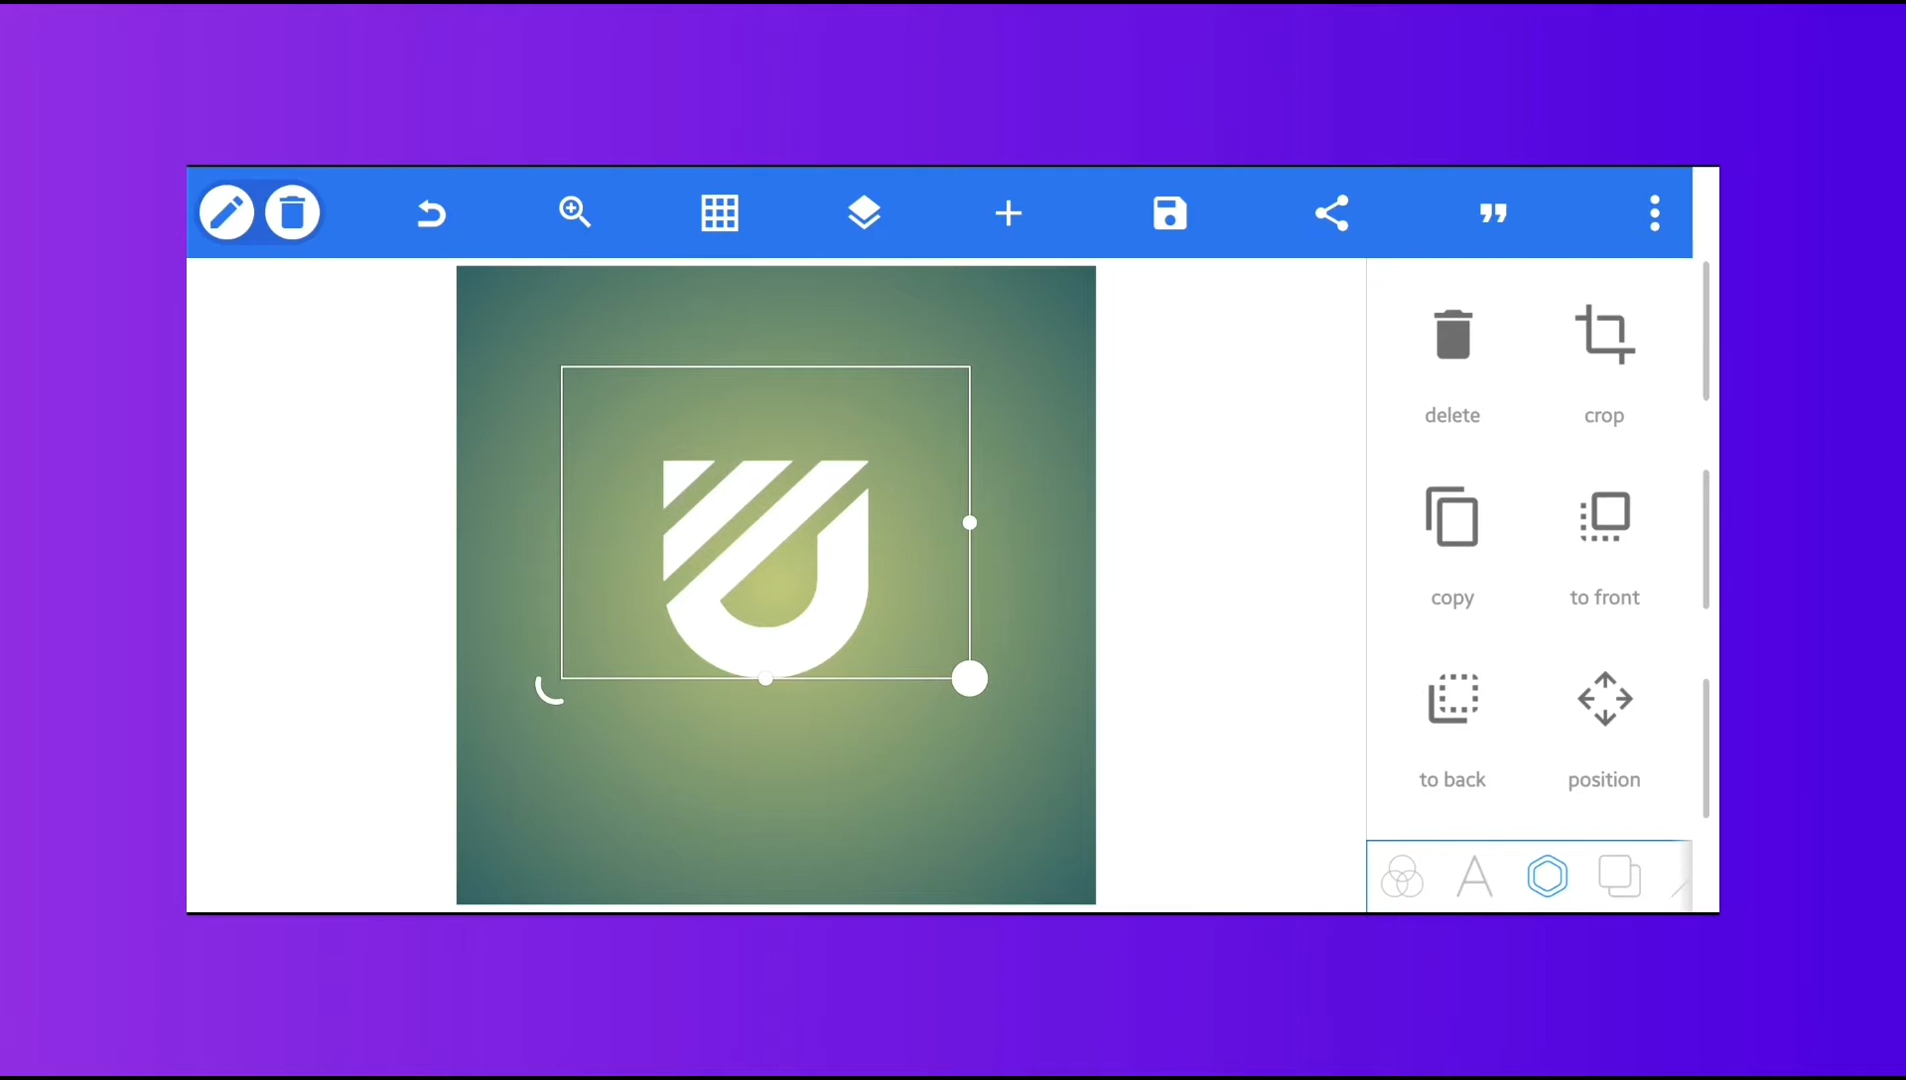 delete
crop
copy
to front
to back
position